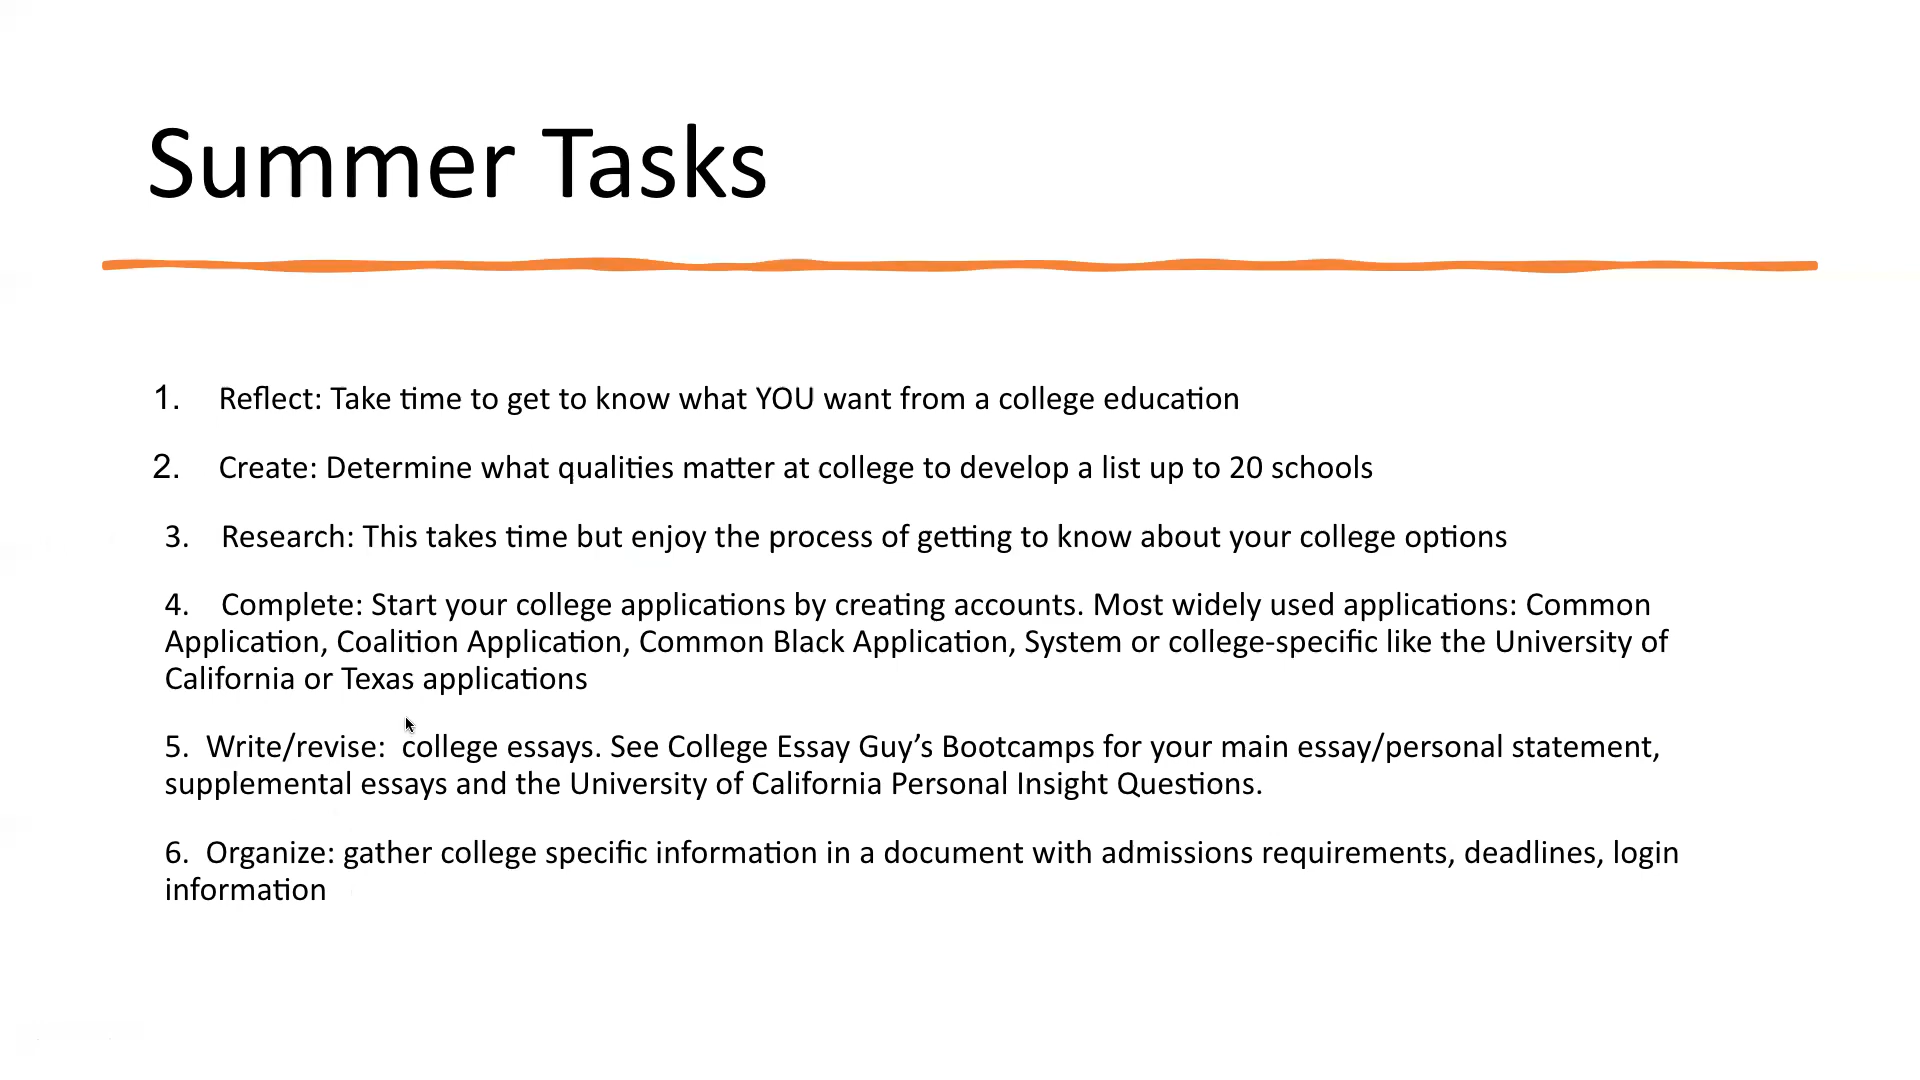 Summer Tasks
1. Reflect: Take time to get to know what YOU want from a college education
2. Create: Determine what qualities matter at college to develop a list up to 20 schools
3. Research: This takes time but enjoy the process of getting to know about your college options
4. Complete: Start your college applications by creating accounts. Most widely used applications: Common
Application, Coalition Application, Common Black Application, System or college-specific like the University of
California or Texas applications
5. Write/revise: college essays. See College Essay Guy’s Bootcamps for your main essay/personal statement,
supplemental essays and the University of California Personal Insight Questions.
6. Organize: gather college specific information in a document with admissions requirements, deadlines, login
information